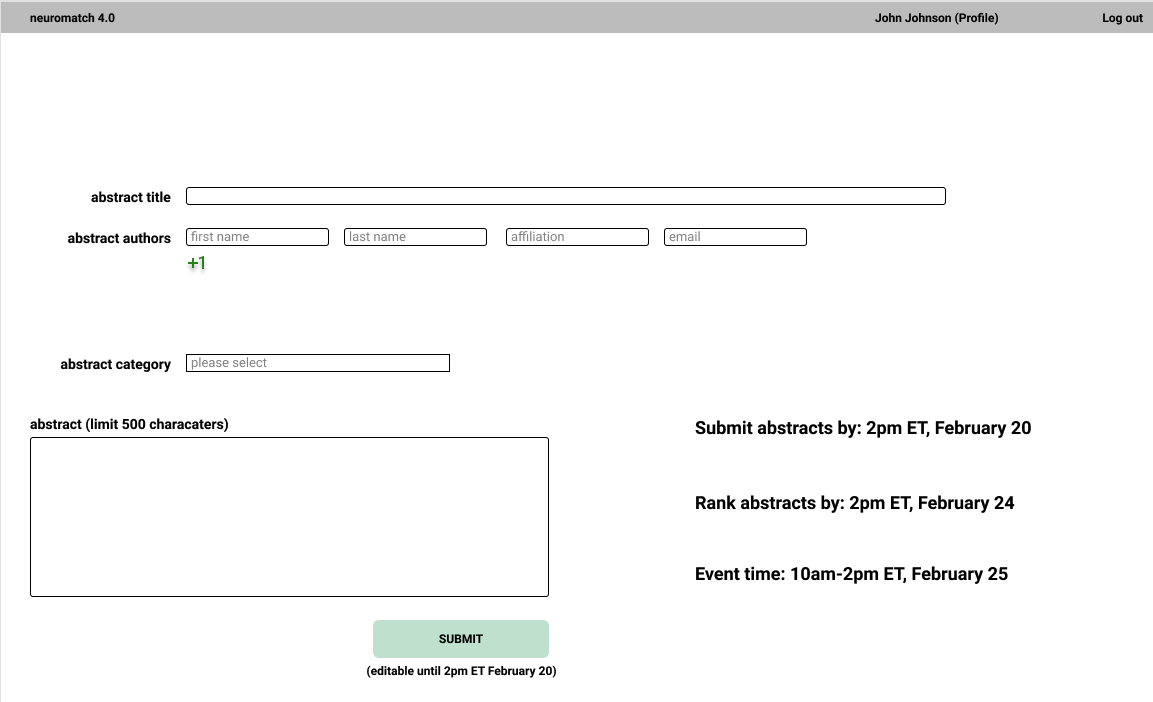 neuromatch 4.0 John Johnson (Profile) Log out
abstract title
abstract authors first name last name affiliation email
+1
abstract category please select
abstract (limit 500 characaters)
Submit abstracts by: 2pm ET, February 20
Rank abstracts by: 2pm ET, February 24
Event time: 10am-2pm ET, February 25
SUBMIT
(editable until 2pm ET February 20)